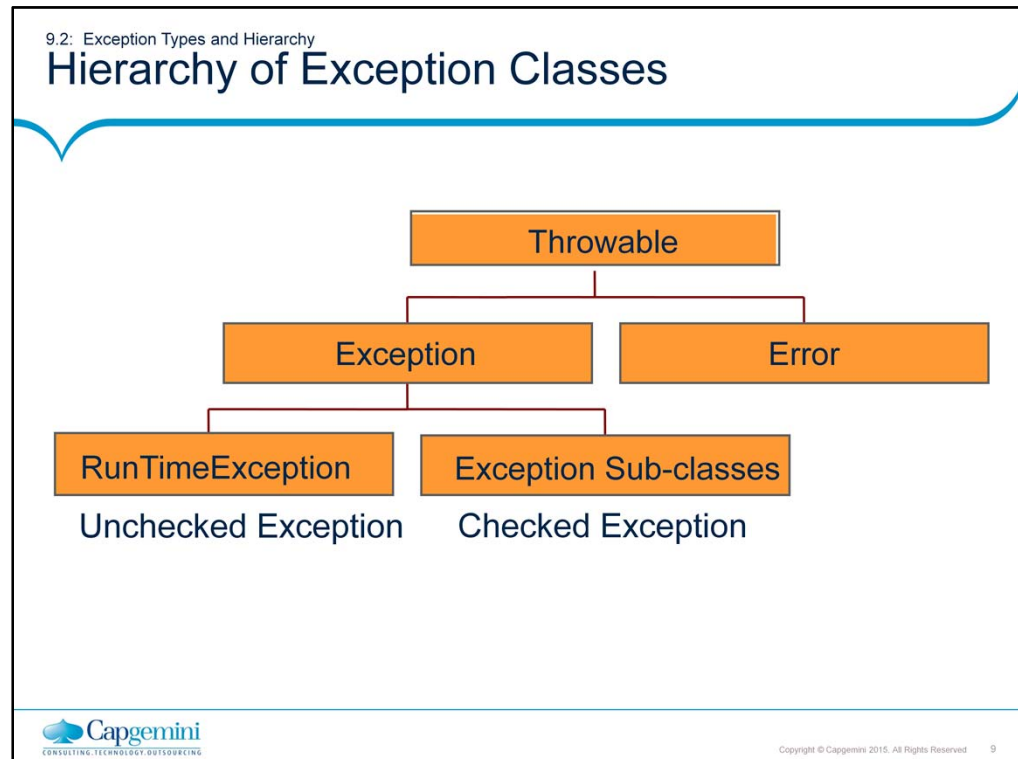 9.2: Exception Types and Hierarchy
Hierarchy of Exception Classes
Throwable
Exception
Error
RunTimeException
Exception Sub-classes
Unchecked Exception
Checked Exception
Capgemini
CONSULTING.TECHNOLOGY.OUTSOURCING
Copyright © Capgemini 2015. All Rights Reserved 9